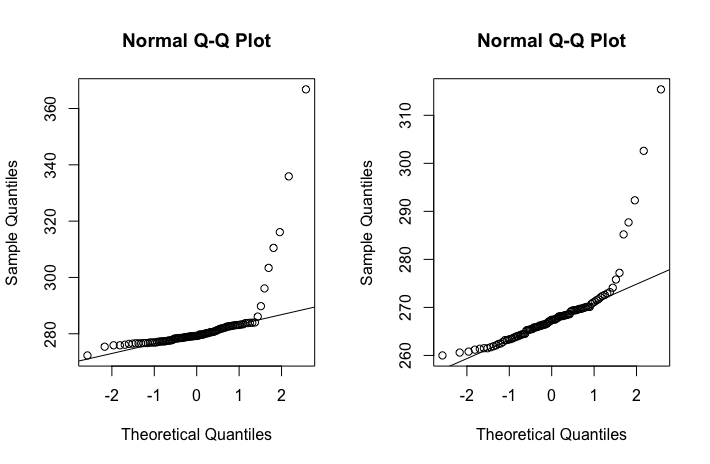 Normal Q-Q Plot
Sample Quantiles
360
340
320
300
280
-2 -1 0 1 2
Theoretical Quantiles
Normal Q-Q Plot
Sample Quantiles
310
300
290
280
270
260
-2 -1 0 1 2
Theoretical Quantiles